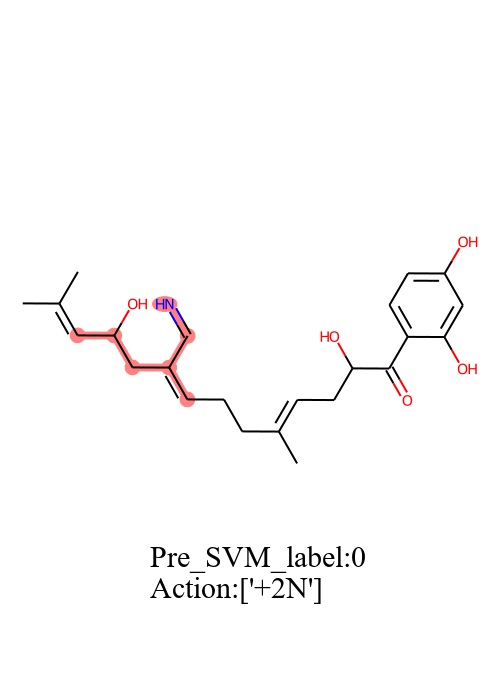 OH
OH
HN
HO
OH
O
Pre_SVM_label:0
Action:['+2N']